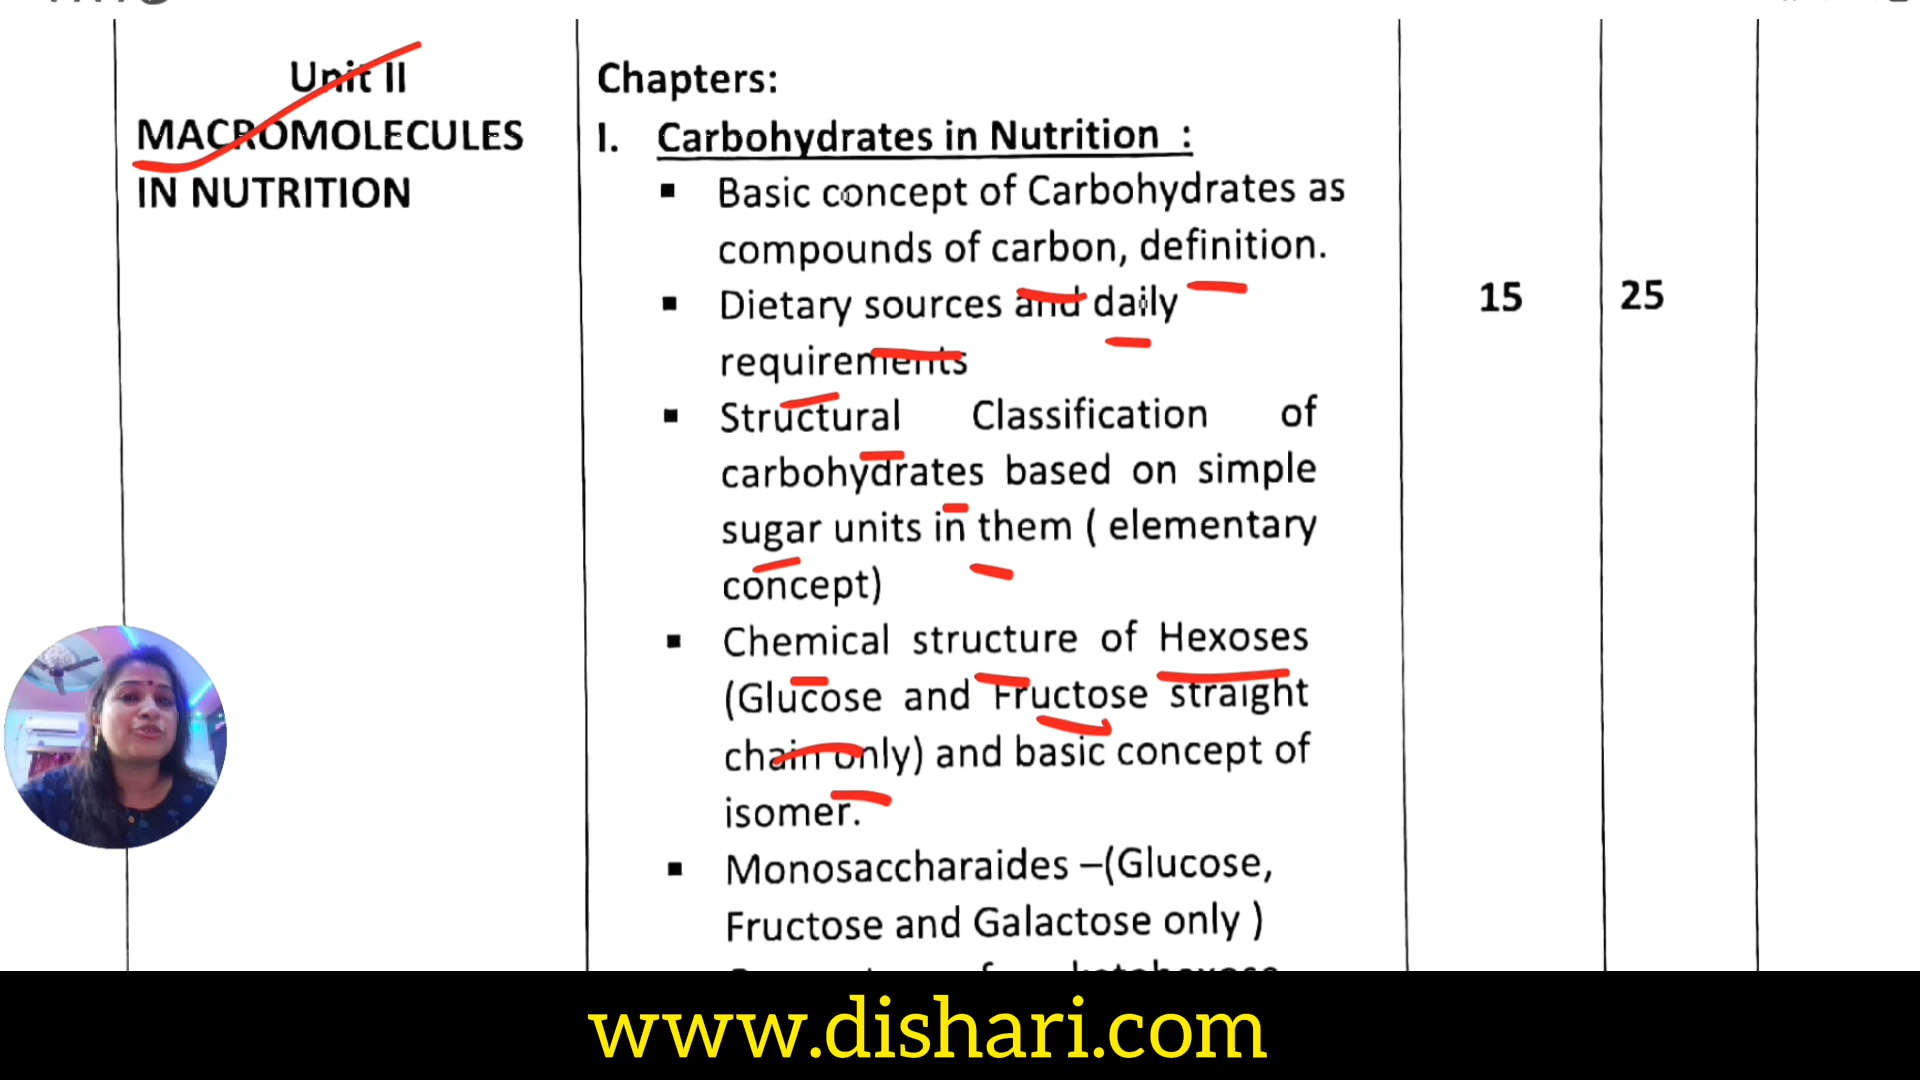 Unit II
MACROMOLECULES
IN NUTRITION
Chapters:
I. Carbohydrates in Nutrition :
▪ Basic concept of Carbohydrates as
compounds of carbon, definition.
▪ Dietary sources and daily
requirements
▪ Structural Classification of
carbohydrates based on simple
sugar units in them ( elementary
concept)
▪ Chemical structure of Hexoses
(Glucose and Fructose straight
chain only) and basic concept of
isomer.
▪ Monosaccharaides –(Glucose,
Fructose and Galactose only )
15
25
www.dishari.com